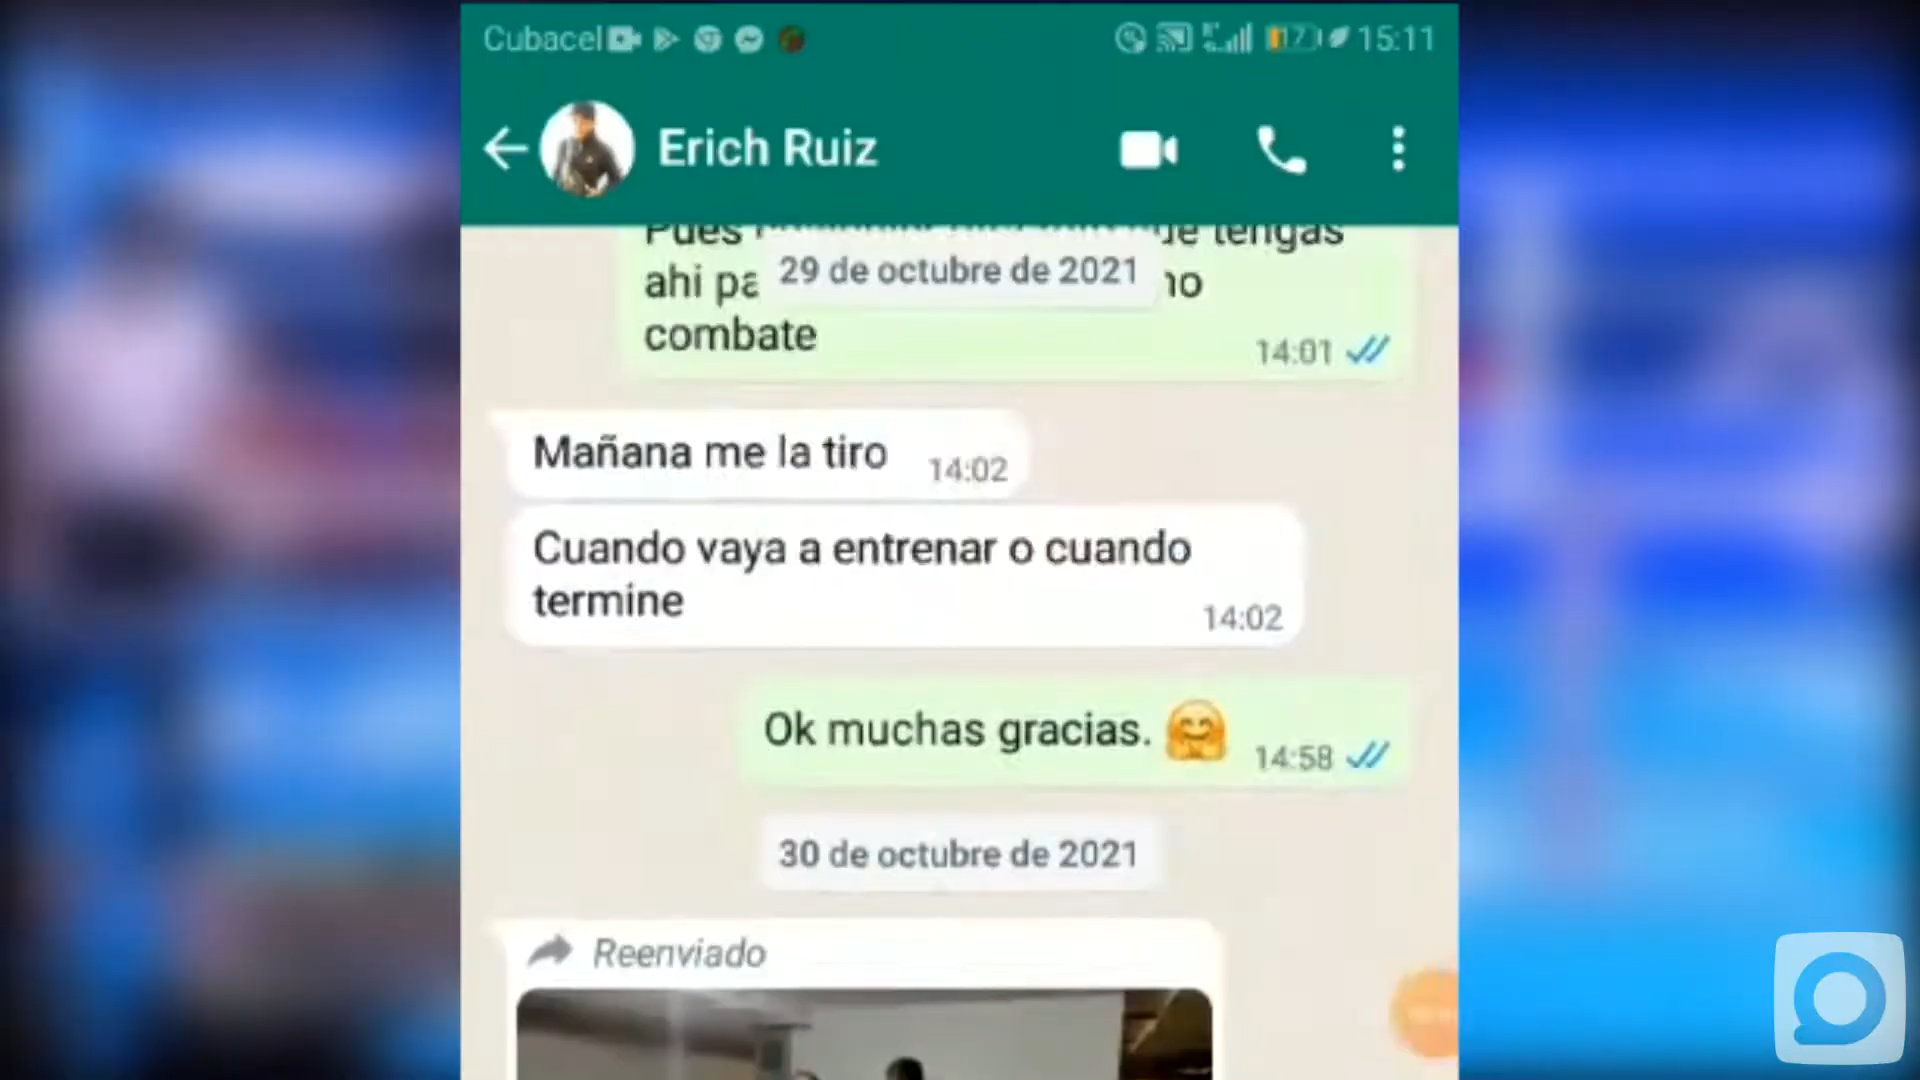 Cubacel 17 15:11
Erich Ruiz
Pues tengas
29 de octubre de 2021
ahi
combate
14:01
Mañana me la tiro 14:02
Cuando vaya a entrenar o cuando
termine
14:02
Ok muchas gracias. 🤗 14:58
30 de octubre de 2021
Reenviado